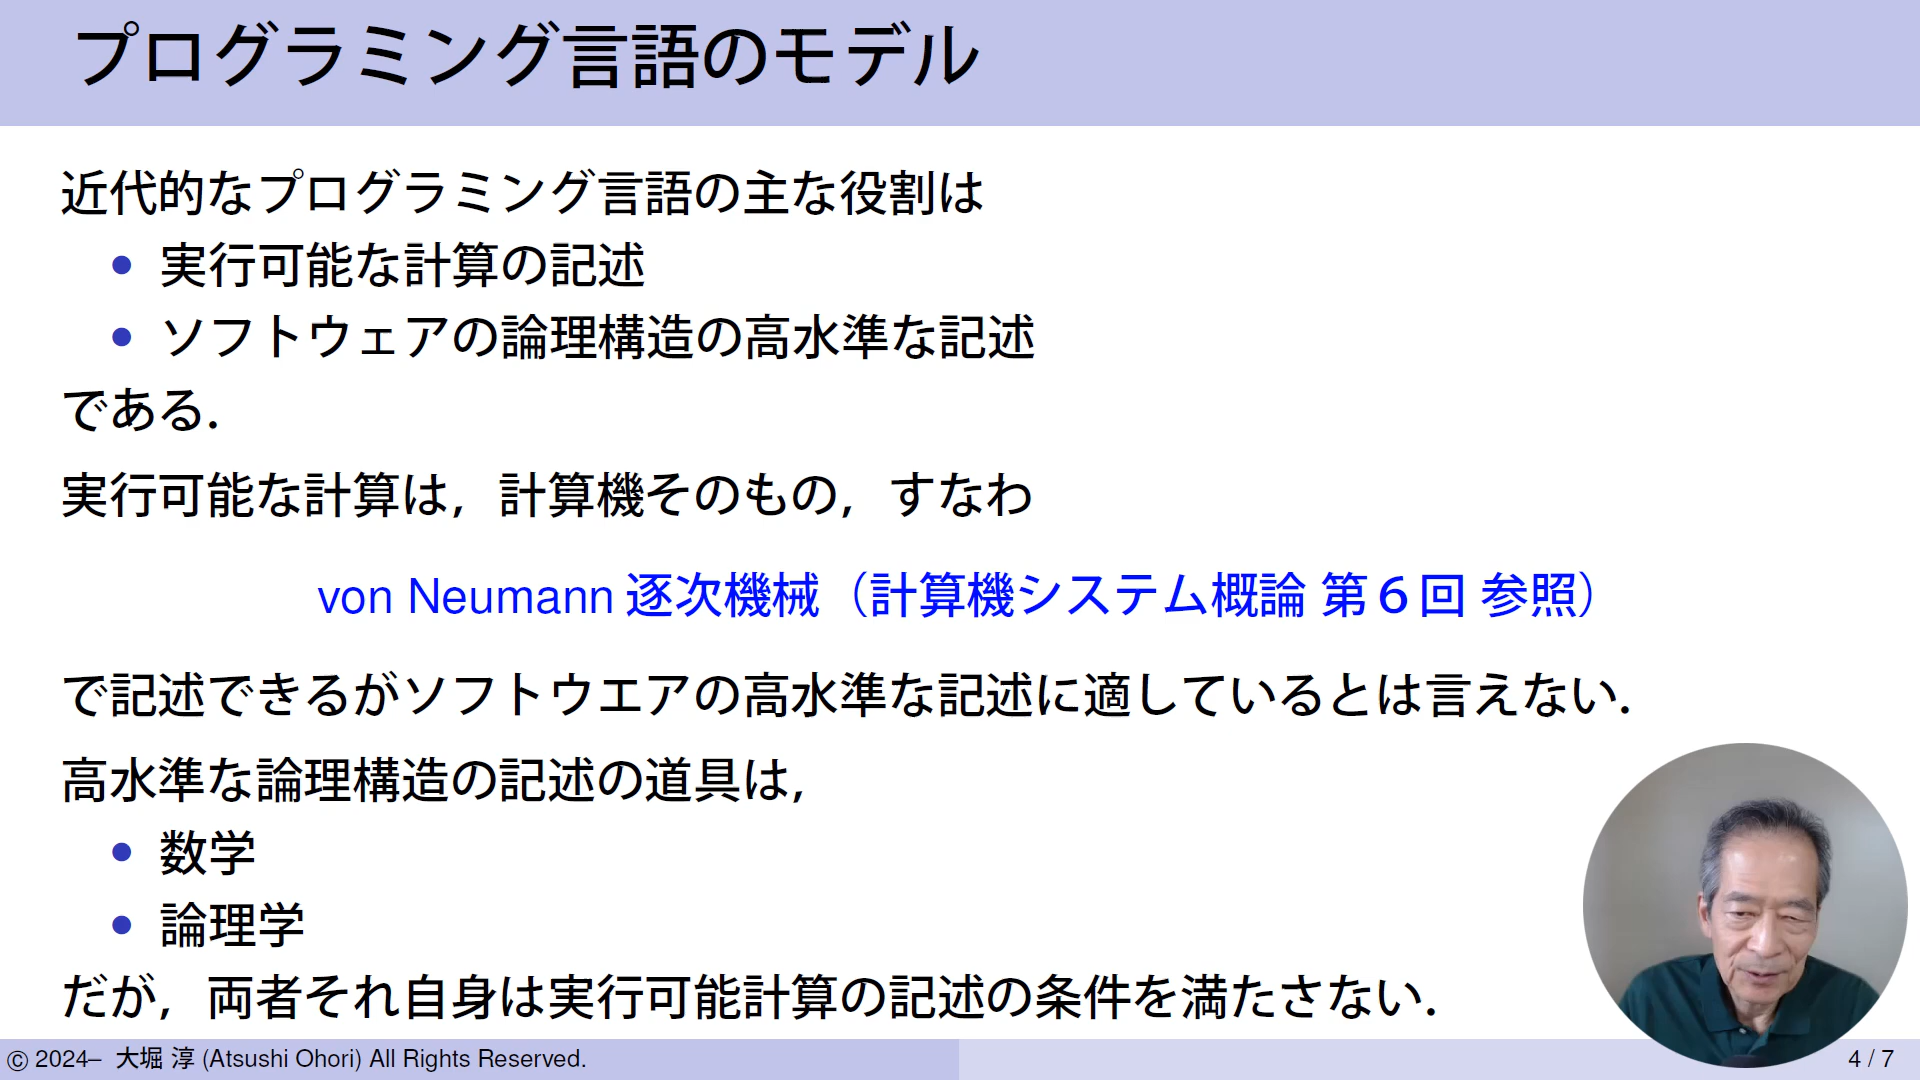 プログラミング言語のモデル
近代的なプログラミング言語の主な役割は
• 実行可能な計算の記述
• ソフトウェアの論理構造の高水準な記述
である．
実行可能な計算は，計算機そのもの，すなわ
von Neumann 逐次機械（計算機システム概論 第６回 参照）
で記述できるがソフトウエアの高水準な記述に適しているとは言えない．
高水準な論理構造の記述の道具は，
• 数学
• 論理学
だが，両者それ自身は実行可能計算の記述の条件を満たさない．
© 2024– 大堀 淳 (Atsushi Ohori) All Rights Reserved.
4 / 7